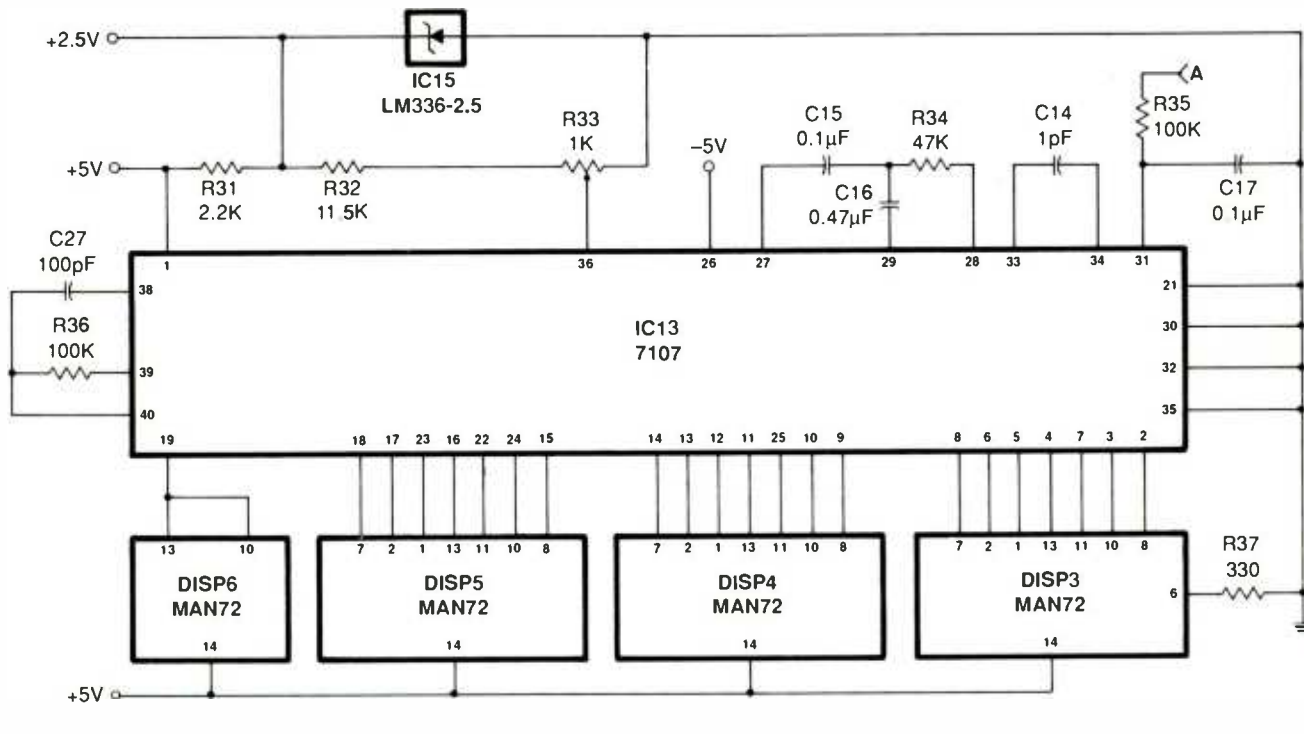 +2.5V
IC15
LM336-2.5
+5V
R31
2.2K
R32
11.5K
R33
1K
–5V
C15
0.1µF
R34
47K
C16
0.47µF
C14
1pF
A
R35
100K
C17
0.1µF
C27
100pF
R36
100K
1
36
26
27
29
28
33
34
31
38
39
40
21
30
32
35
IC13
7107
19
18 17 23 16 22 24 15
14 13 12 11 25 10 9
8 6 5 4 7 3 2
13 10
DISP6
MAN72
14
7 2 1 13 11 10 8
DISP5
MAN72
14
7 2 1 13 11 10 8
DISP4
MAN72
14
7 2 1 13 11 10 8
DISP3
MAN72
6
14
R37
330
+5V